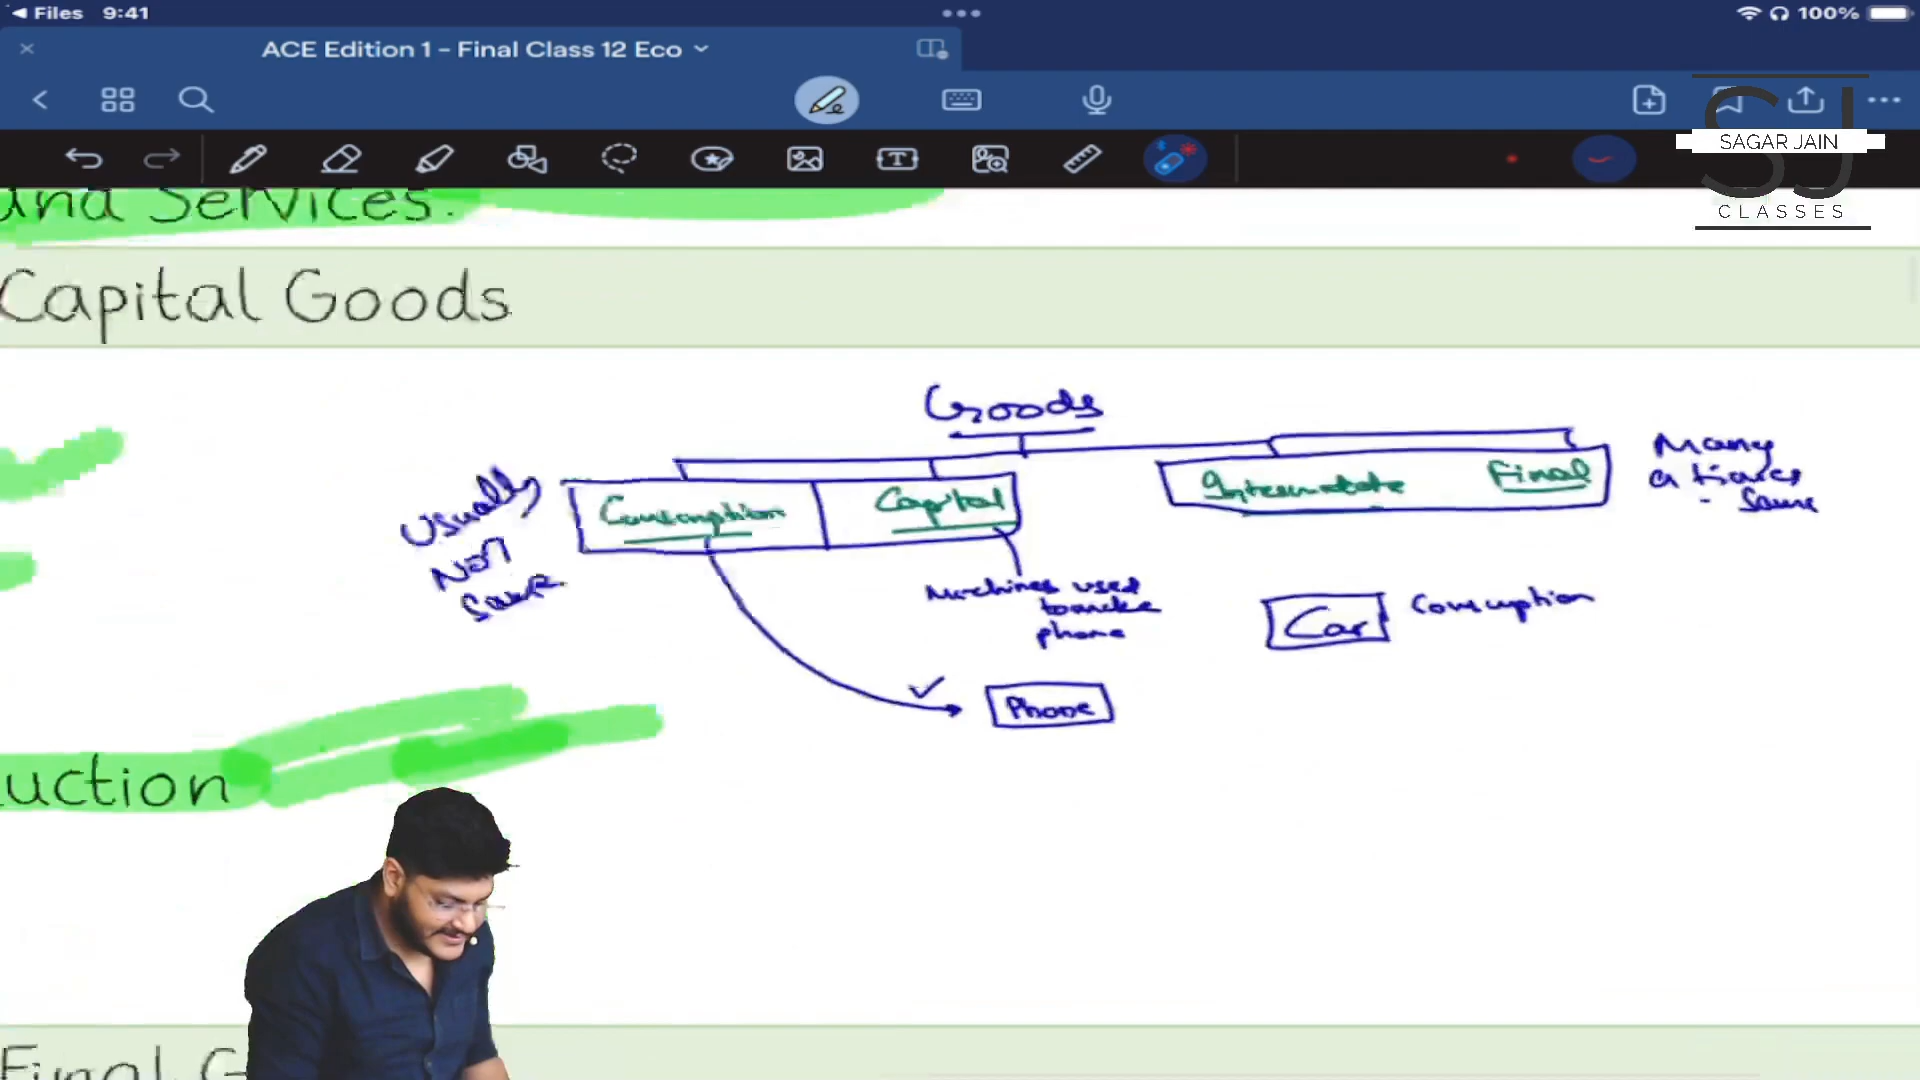 Files 9:41
100%
ACE Edition 1 - Final Class 12 Eco
SJ
SAGAR JAIN
CLASSES
and Services.
Capital Goods
Goods
Usually
Not
Same
Consumption
Capital
Intermediate
Final
Many
a times
- Same
Machines used
to make
phone
Car
Consumption
Phone
uction
Final G